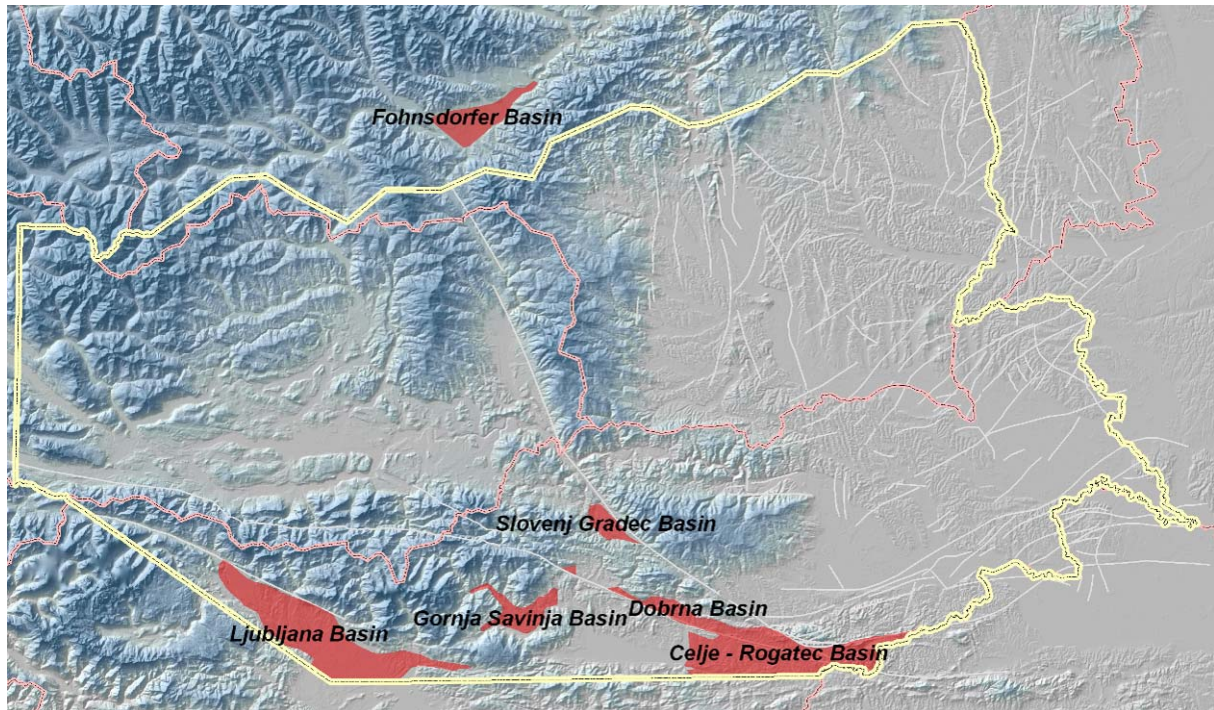 Fohnsdorfer Basin
Slovenj Gradec Basin
Gornja Savinja Basin
Dobrna Basin
Ljubljana Basin
Celje - Rogatec Basin